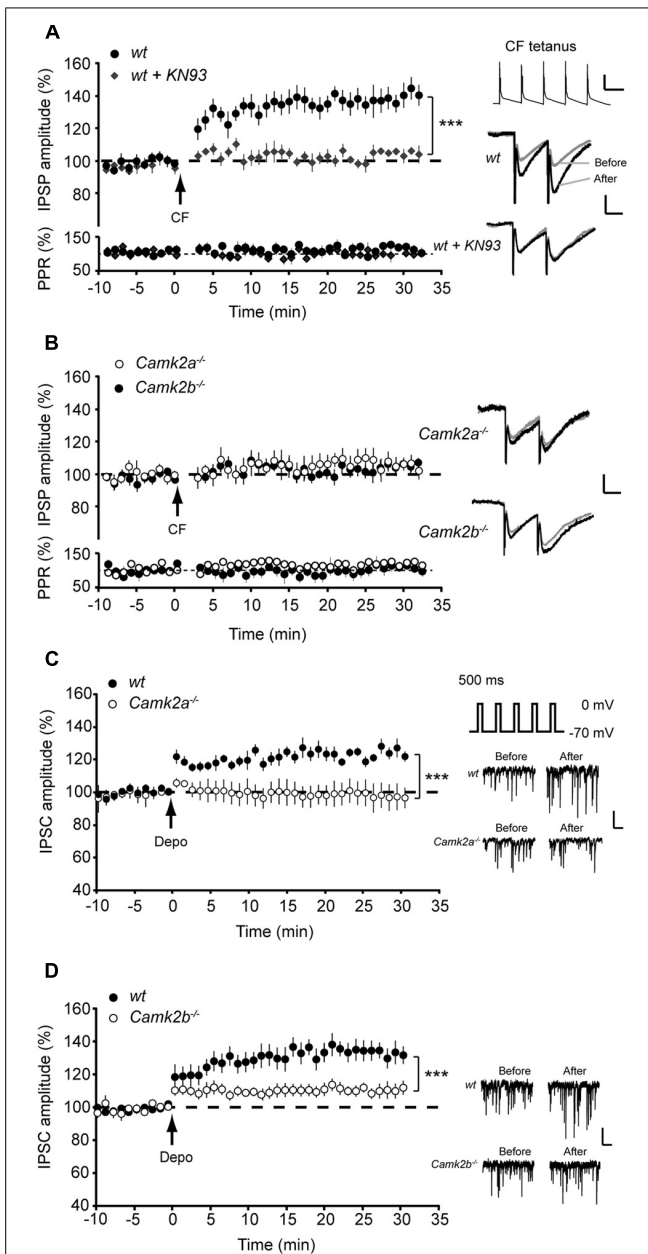 A
wt
wt + KN93
IPSP amplitude (%)
160
140
120
100
80
CF
***
PPR (%)
150
50
-10 -5 0 5 10 15 20 25 30 35
Time (min)
CF tetanus
wt
Before
After
wt + KN93
B
Camk2a-/-
Camk2b-/-
IPSP amplitude (%)
160
140
120
100
80
CF
PPR (%)
150
50
-10 -5 0 5 10 15 20 25 30 35
Time (min)
Camk2a-/-
Camk2b-/-
C
wt
Camk2a-/-
IPSC amplitude (%)
160
140
120
100
80
60
40
Depo
***
-10 -5 0 5 10 15 20 25 30 35
Time (min)
500 ms
0 mV
-70 mV
Before After
wt
Before After
Camk2a-/-
D
wt
Camk2b-/-
IPSC amplitude (%)
160
140
120
100
80
60
40
Depo
***
-10 -5 0 5 10 15 20 25 30 35
Time (min)
Before After
wt
Before After
Camk2b-/-